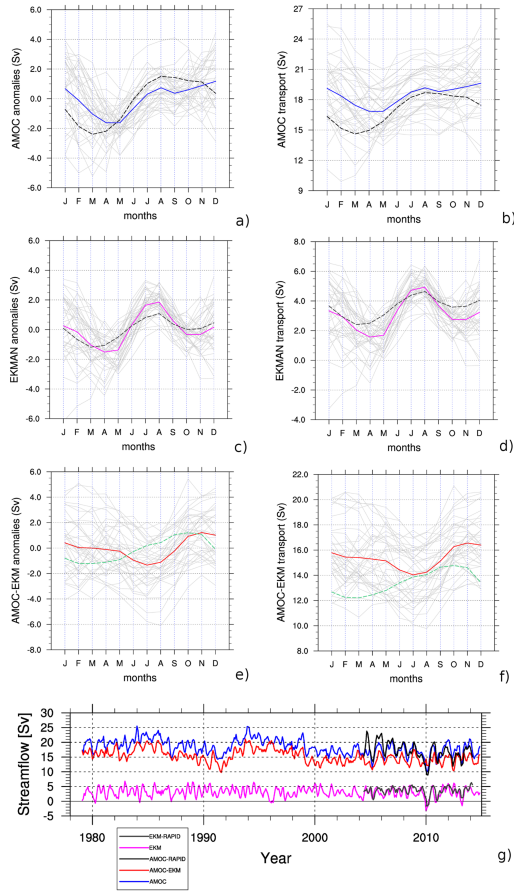 6.0
4.0
2.0
0.0
-2.0
-4.0
-6.0
AMOC anomalies (Sv)
J F M A M J J A S O N D
months
a)
27
24
21
18
15
12
9
AMOC transport (Sv)
J F M A M J J A S O N D
months
b)
6.0
4.0
2.0
0.0
-2.0
-4.0
-6.0
EKMAN anomalies (Sv)
J F M A M J J A S O N D
months
c)
8.0
6.0
4.0
2.0
0.0
-2.0
-4.0
EKMAN transport (Sv)
J F M A M J J A S O N D
months
d)
6.0
4.0
2.0
0.0
-2.0
-4.0
-8.0
AMOC-EKM anomalies (Sv)
J F M A M J J A S O N D
months
e)
22.0
20.0
18.0
16.0
14.0
12.0
10.0
8.0
AMOC-EKM transport (Sv)
J F M A M J J A S O N D
months
f)
30
25
20
15
10
5
0
-5
Streamflow [Sv]
1980 1990 2000 2010
Year
g)
EKM-RAPID
EKM
AMOC-RAPID
AMOC-EKM
AMOC